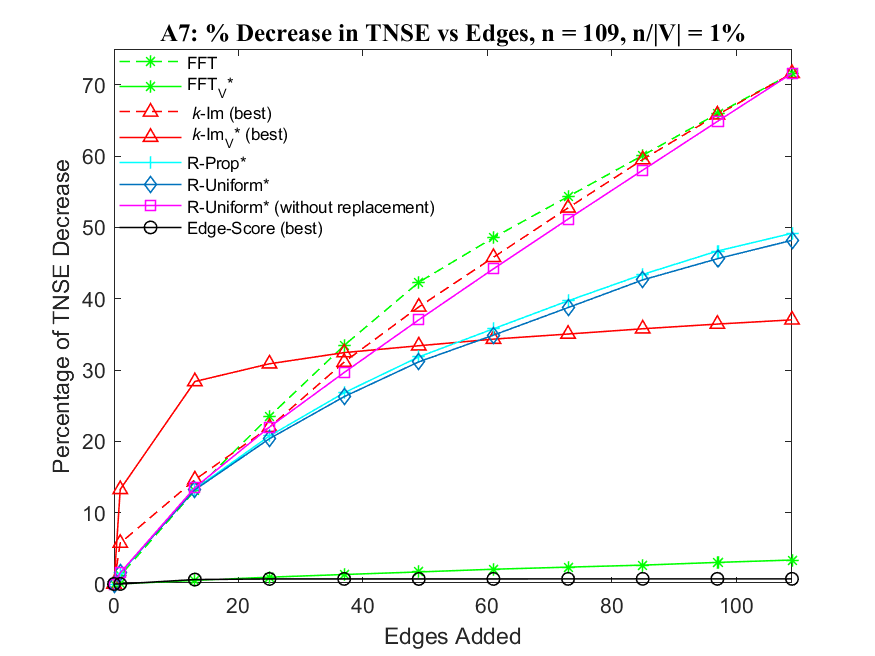 A7: % Decrease in TNSE vs Edges, n = 109, n/|V| = 1%
FFT
FFT_V*
k-Im (best)
k-Im_V* (best)
R-Prop*
R-Uniform*
R-Uniform* (without replacement)
Edge-Score (best)
Percentage of TNSE Decrease
70
60
50
40
30
20
10
0
0 20 40 60 80 100
Edges Added